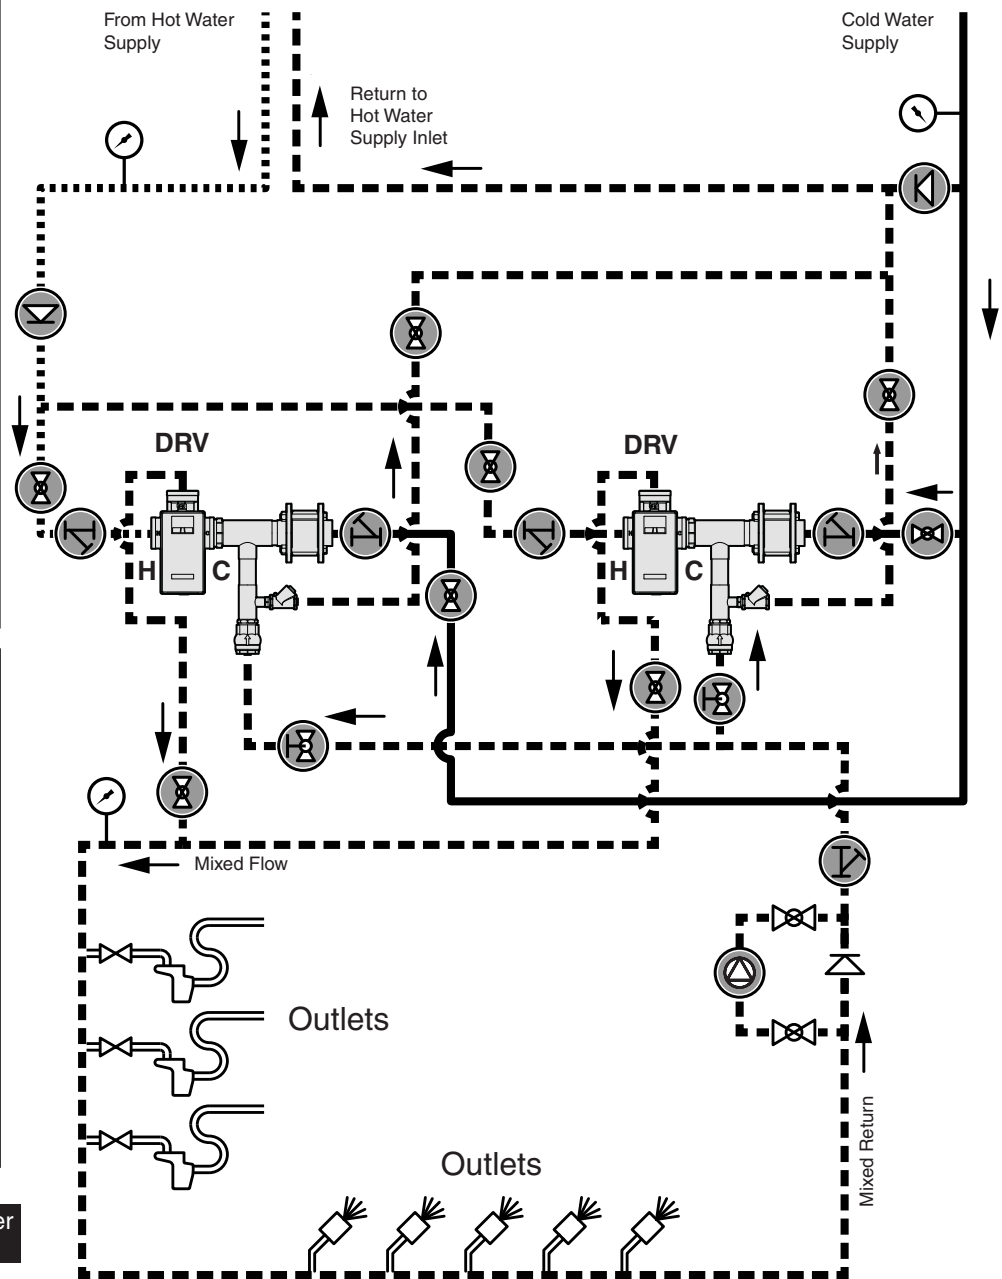 From Hot Water
Supply
Cold Water
Supply
Return to
Hot Water
Supply Inlet
DRV
DRV
H
C
H
C
Mixed Flow
Outlets
Mixed Return
Outlets
er